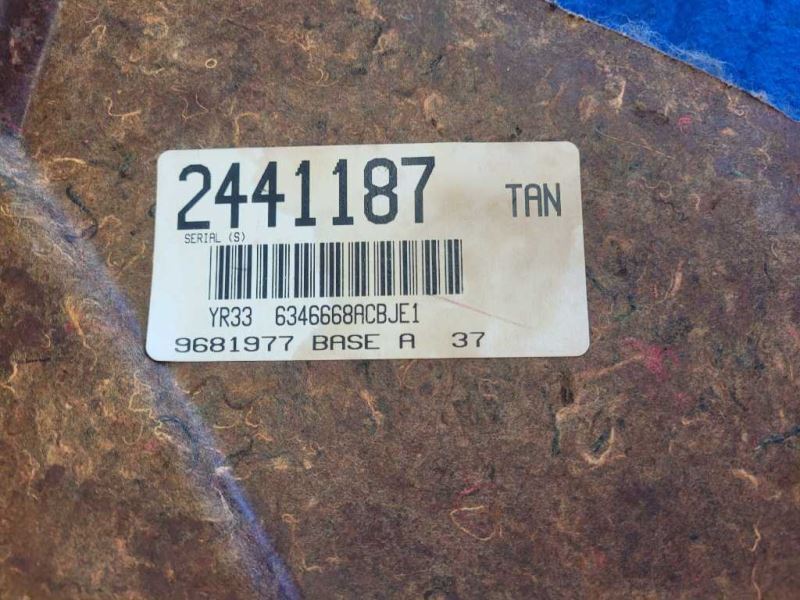 2441187 TAN
SERIAL (S)
YR33 6346668ACBJE1
9681977 BASE A 37